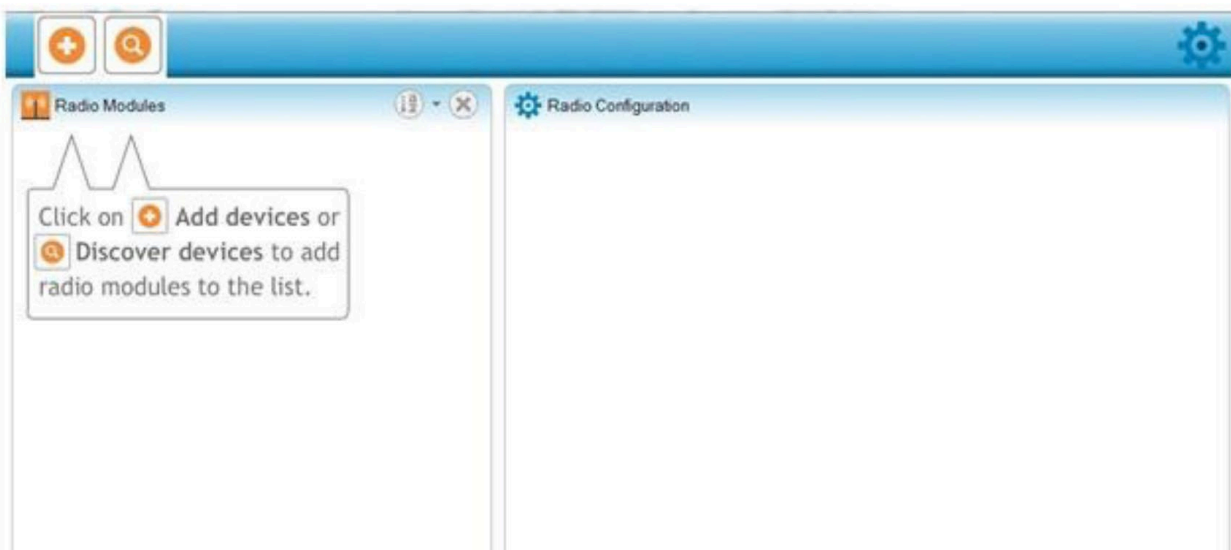 Radio Modules
Radio Configuration
Click on Add devices or
Discover devices to add
radio modules to the list.